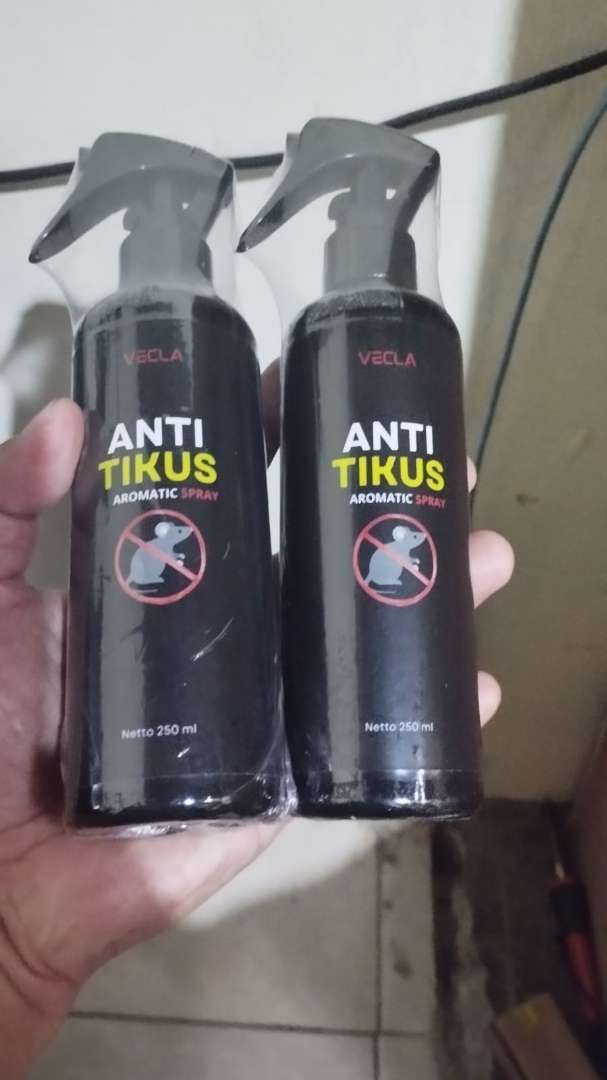 VECLA
ANTI
TIKUS
AROMATIC SPRAY
Netto 250 ml
VECLA
ANTI
TIKUS
AROMATIC SPRAY
Netto 250 ml